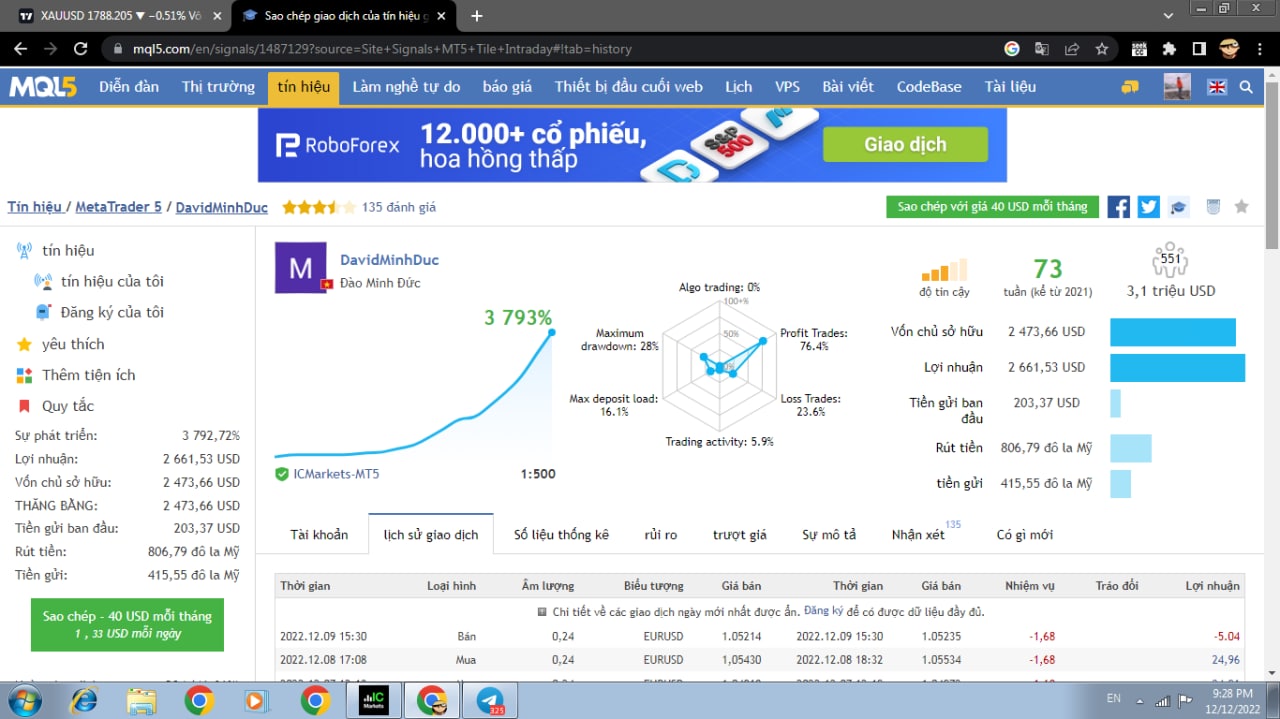 XAUUSD 1788.205 ▼ −0.51% Vô
Sao chép giao dịch của tín hiệu g
mql5.com/en/signals/1487129?source=Site+Signals+MT5+Tile+Intraday#!tab=history
MQL5 Diễn đàn Thị trường tín hiệu Làm nghề tự do báo giá Thiết bị đầu cuối web Lịch VPS Bài viết CodeBase Tài liệu
RoboForex 12.000+ cổ phiếu, Giao dịch
hoa hồng thấp
S&P 500
Tín hiệu / MetaTrader 5 / DavidMinhDuc 135 đánh giá Sao chép với giá 40 USD mỗi tháng
tín hiệu
tín hiệu của tôi
Đăng ký của tôi
yêu thích
Thêm tiện ích
Quy tắc
Sự phát triển: 3 792,72%
Lợi nhuận: 2 661,53 USD
Vốn chủ sở hữu: 2 473,66 USD
THĂNG BẰNG: 2 473,66 USD
Tiền gửi ban đầu: 203,37 USD
Rút tiền: 806,79 đô la Mỹ
Tiền gửi: 415,55 đô la Mỹ
Sao chép - 40 USD mỗi tháng
1 , 33 USD mỗi ngày
M
DavidMinhDuc
Đào Minh Đức
3 793%
ICMarkets-MT5 1:500
Algo trading: 0%
100+%
50%
Maximum drawdown: 28%
Profit Trades: 76.4%
Max deposit load: 16.1%
Loss Trades: 23.6%
Trading activity: 5.9%
độ tin cậy
73
tuần (kể từ 2021)
551
3,1 triệu USD
Vốn chủ sở hữu 2 473,66 USD
Lợi nhuận 2 661,53 USD
Tiền gửi ban đầu 203,37 USD
Rút tiền 806,79 đô la Mỹ
tiền gửi 415,55 đô la Mỹ
Tài khoản lịch sử giao dịch Số liệu thống kê rủi ro trượt giá Sự mô tả Nhận xét 135 Có gì mới
Thời gian Loại hình Âm lượng Biểu tượng Giá bán Thời gian Giá bán Nhiệm vụ Tráo đổi Lợi nhuận
Chi tiết về các giao dịch ngày mới nhất được ẩn. Đăng ký để có được dữ liệu đầy đủ.
2022.12.09 15:30 Bán 0,24 EURUSD 1.05214 2022.12.09 15:30 1.05235 -1,68 -5.04
2022.12.08 17:08 Mua 0,24 EURUSD 1,05430 2022.12.08 18:32 1.05534 -1,68 24,96
IC Markets
325
EN
9:28 PM
12/12/2022